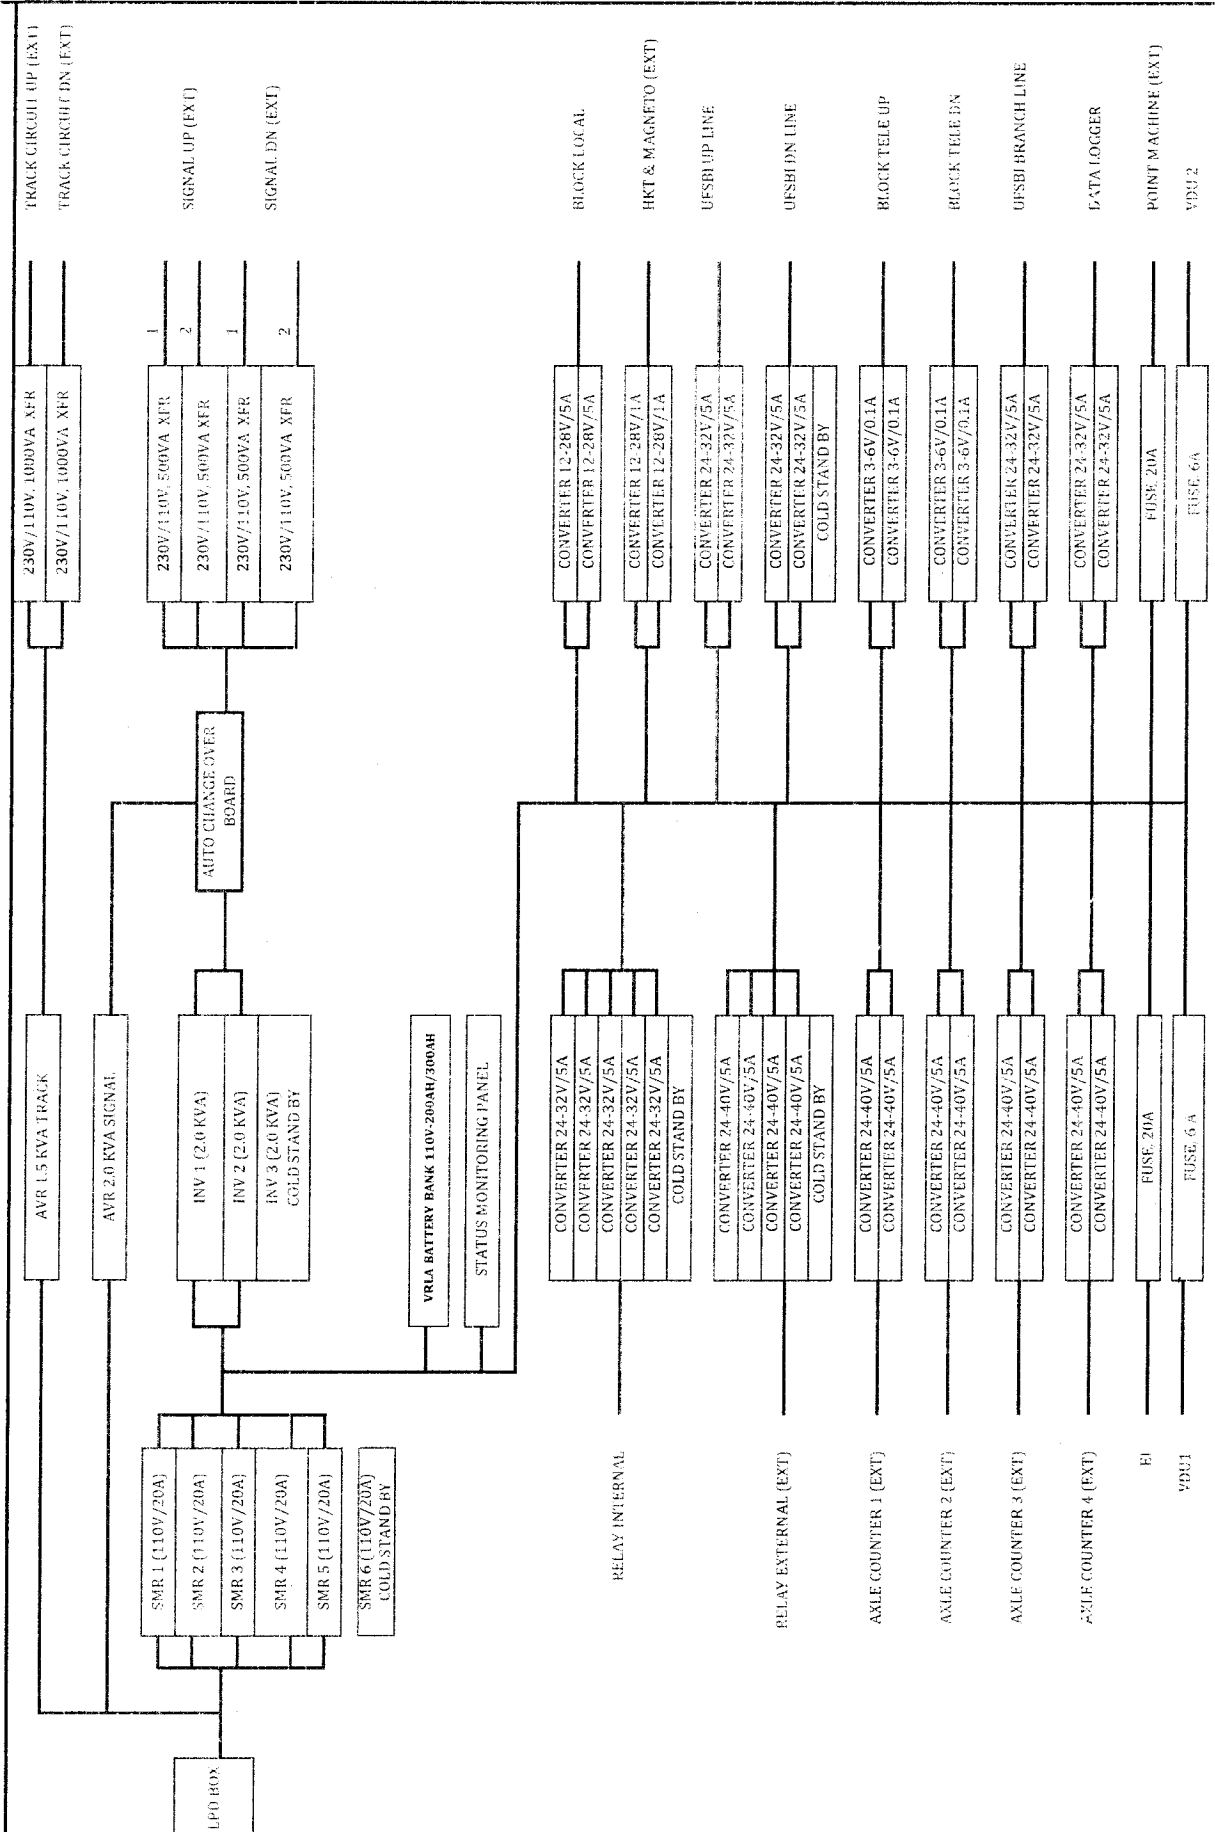 LPD BOX
AVR 1.5 KVA TRACK
230V/110V, 1000VA XFR
230V/110V, 1000VA XFR
TRACK CIRCUIT UP (EXT)
TRACK CIRCUIT DN (EXT)
AVR 2.0 KVA SIGNAL
SMR 1 (110V/20A)
SMR 2 (110V/20A)
SMR 3 (110V/20A)
SMR 4 (110V/20A)
SMR 5 (110V/20A)
SMR 6 (110V/20A)
COLD STAND BY
INV 1 (2.0 KVA)
INV 2 (2.0 KVA)
INV 3 (2.0 KVA)
COLD STAND BY
AUTO CHANGE OVER
BOARD
230V/110V, 500VA XFR
230V/110V, 500VA XFR
230V/110V, 500VA XFR
230V/110V, 500VA XFR
1
2
1
2
SIGNAL UP (EXT)
SIGNAL DN (EXT)
VRLA BATTERY BANK 110V-200AH/300AH
STATUS MONITORING PANEL
RELAY INTERNAL
CONVERTER 24-32V/5A
CONVERTER 24-32V/5A
CONVERTER 24-32V/5A
CONVERTER 24-32V/5A
CONVERTER 24-32V/5A
COLD STAND BY
CONVERTER 12-28V/5A
CONVERTER 12-28V/5A
BLOCK LOCAL
CONVERTER 12-28V/1A
CONVERTER 12-28V/1A
HKT & MAGNETO (EXT)
CONVERTER 24-32V/5A
CONVERTER 24-32V/5A
UFSBI UP LINE
RELAY EXTERNAL (EXT)
CONVERTER 24-40V/5A
CONVERTER 24-40V/5A
CONVERTER 24-40V/5A
CONVERTER 24-40V/5A
COLD STAND BY
CONVERTER 24-32V/5A
CONVERTER 24-32V/5A
COLD STAND BY
UFSBI DN LINE
AXLE COUNTER 1 (EXT)
CONVERTER 24-40V/5A
CONVERTER 24-40V/5A
CONVERTER 3-6V/0.1A
CONVERTER 3-6V/0.1A
BLOCK TELE UP
AXLE COUNTER 2 (EXT)
CONVERTER 24-40V/5A
CONVERTER 24-40V/5A
CONVERTER 3-6V/0.1A
CONVERTER 3-6V/0.1A
BLOCK TELE DN
AXLE COUNTER 3 (EXT)
CONVERTER 24-40V/5A
CONVERTER 24-40V/5A
CONVERTER 24-32V/5A
CONVERTER 24-32V/5A
UFSBI BRANCH LINE
AXLE COUNTER 4 (EXT)
CONVERTER 24-40V/5A
CONVERTER 24-40V/5A
CONVERTER 24-32V/5A
CONVERTER 24-32V/5A
DATA LOGGER
EI
FUSE, 20A
FUSE, 20A
POINT MACHINE (EXT)
VDU1
FUSE, 6 A
FUSE, 6A
VDU 2